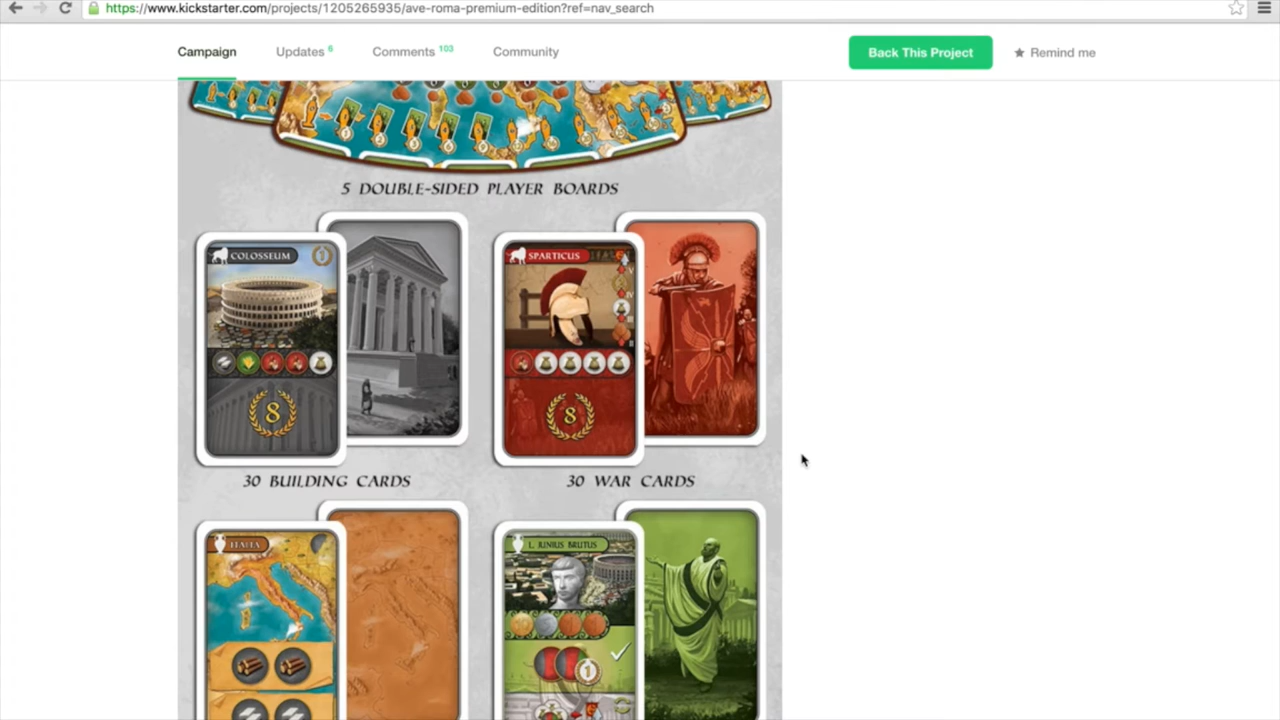 https://www.kickstarter.com/projects/1205265935/ave-roma-premium-edition?ref=nav_search
Campaign Updates 6 Comments 103 Community Back This Project ★ Remind me
5 DOUBLE-SIDED PLAYER BOARDS
COLOSSEUM 1
SPARTICUS
8
8
30 BUILDING CARDS
30 WAR CARDS
ITALIA
L. IUNIUS BRUTUS
1